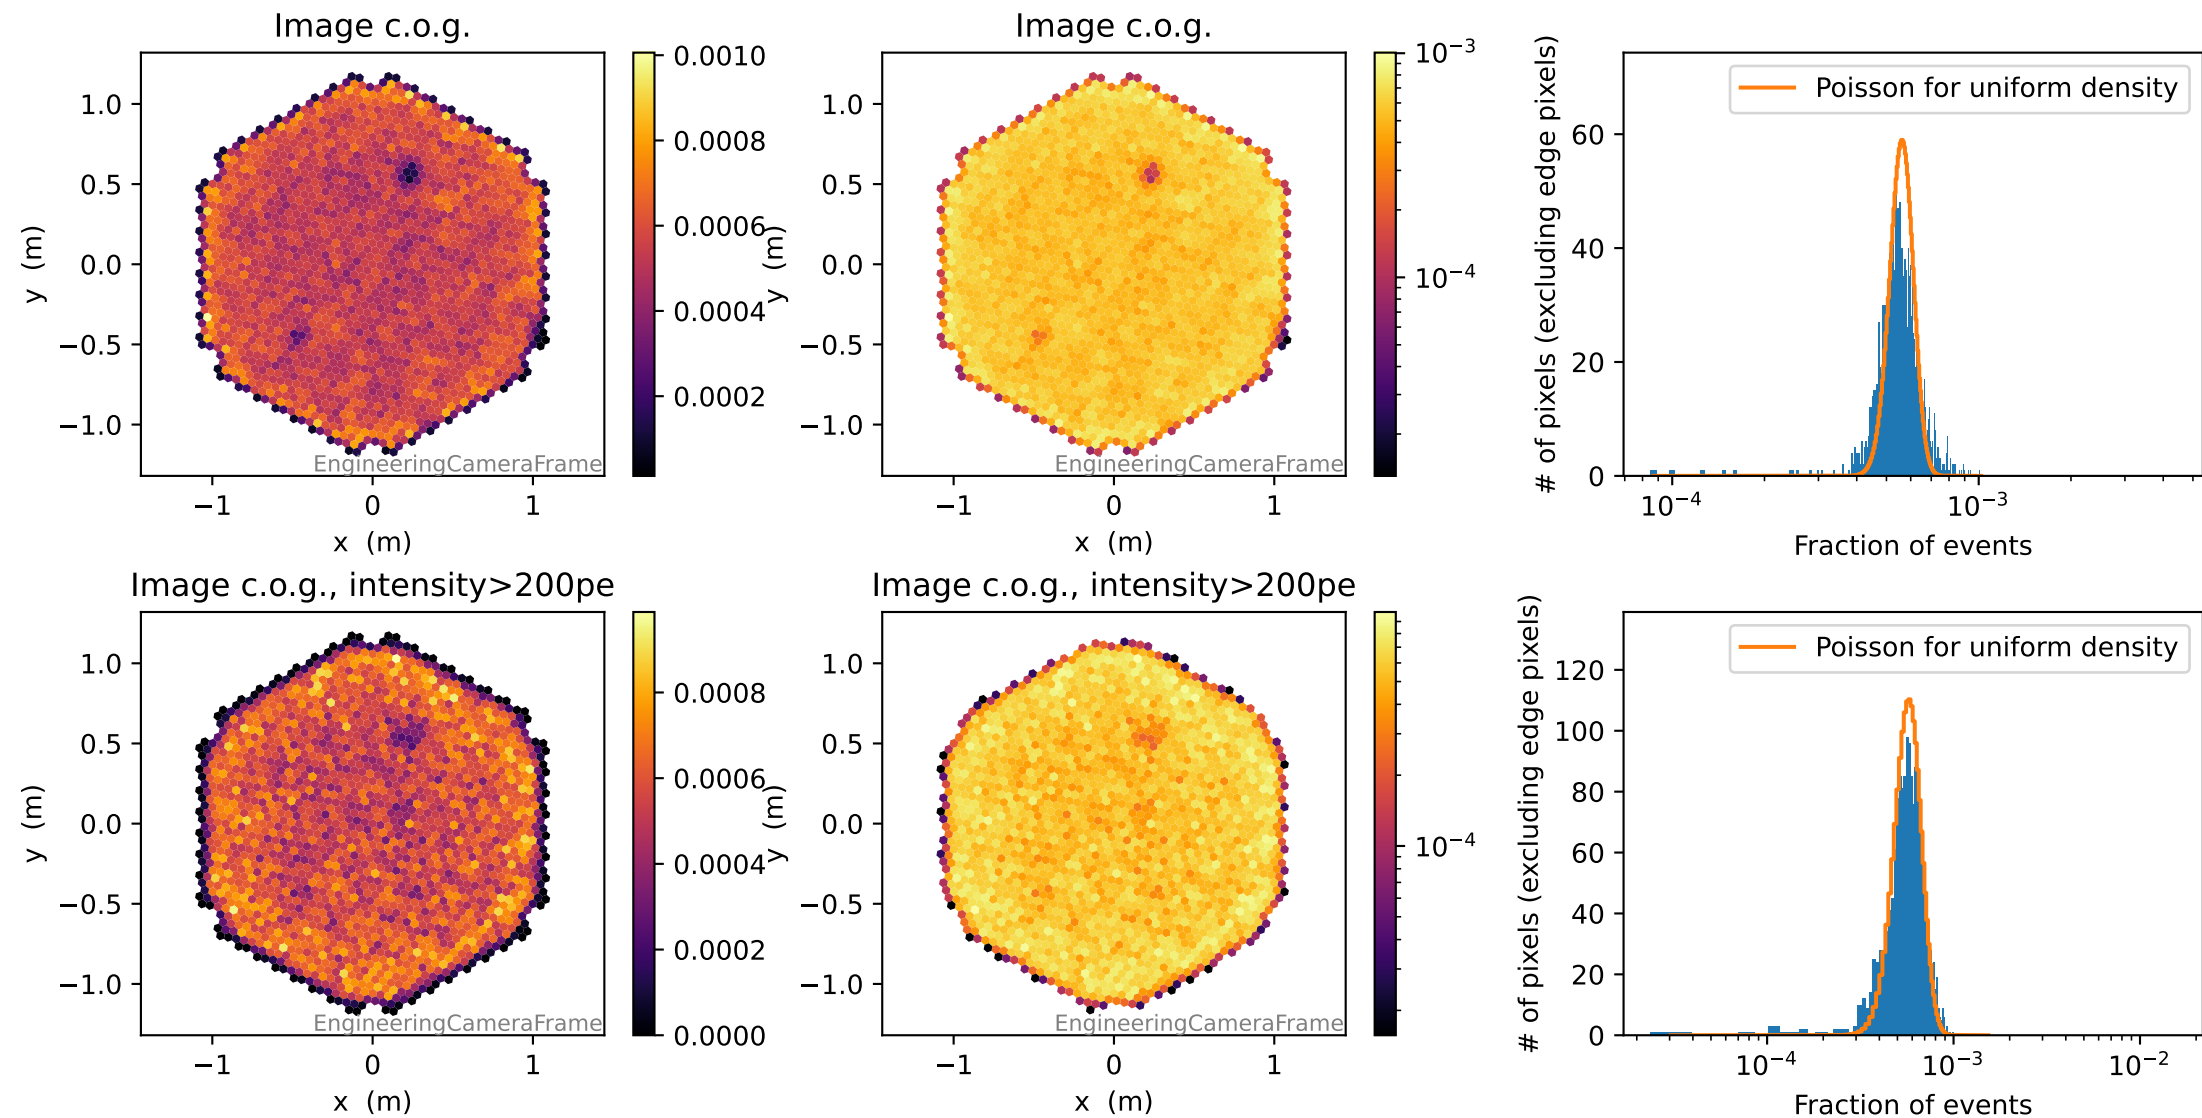 Image c.o.g.
y (m)
1.0
0.5
0.0
−0.5
−1.0
−1
0
1
x (m)
EngineeringCameraFrame
0.0010
0.0008
0.0006
0.0004
0.0002
Image c.o.g.
y (m)
1.0
0.5
0.0
−0.5
−1.0
−1
0
1
x (m)
EngineeringCameraFrame
10⁻³
10⁻⁴
# of pixels (excluding edge pixels)
60
40
20
0
Poisson for uniform density
10⁻⁴
10⁻³
Fraction of events
Image c.o.g., intensity>200pe
y (m)
1.0
0.5
0.0
−0.5
−1.0
−1
0
1
x (m)
EngineeringCameraFrame
0.0008
0.0006
0.0004
0.0002
0.0000
Image c.o.g., intensity>200pe
y (m)
1.0
0.5
0.0
−0.5
−1.0
−1
0
1
x (m)
EngineeringCameraFrame
10⁻⁴
# of pixels (excluding edge pixels)
120
100
80
60
40
20
0
Poisson for uniform density
10⁻⁴
10⁻³
10⁻²
Fraction of events